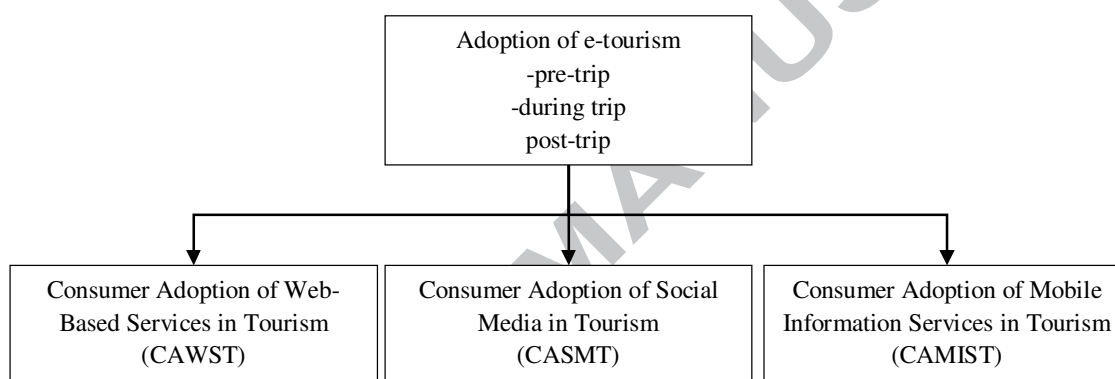 Adoption of e-tourism
-pre-trip
-during trip
post-trip
Consumer Adoption of Web-
Based Services in Tourism
(CAWST)
Consumer Adoption of Social
Media in Tourism
(CASMT)
Consumer Adoption of Mobile
Information Services in Tourism
(CAMIST)